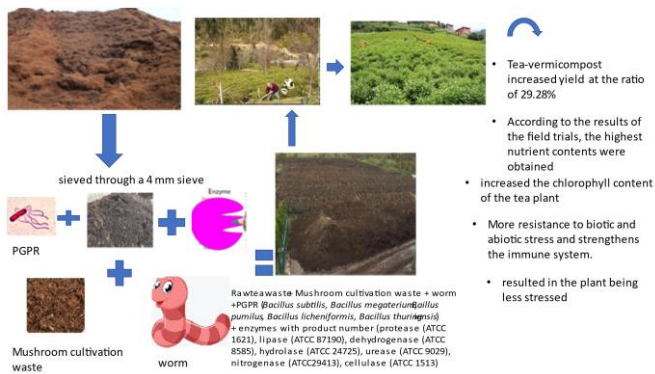 sieved through a 4 mm sieve
Enzyme
PGPR
Mushroom cultivation
waste
worm
Rawteawaste+ Mushroom cultivation waste + worm
+PGPR (Bacillus subtilis, Bacillus megaterium, Bacillus
pumilus, Bacillus licheniformis, Bacillus thuringensis)
+ enzymes with product number (protease (ATCC
1621), lipase (ATCC 87190), dehydrogenase (ATCC
8585), hydrolase (ATCC 24725), urease (ATCC 9029),
nitrogenase (ATCC29413), cellulase (ATCC 1513)
• Tea-vermicompost
increased yield at the ratio
of 29.28%
• According to the results of
the field trials, the highest
nutrient contents were
obtained
• increased the chlorophyll content
of the tea plant
• More resistance to biotic and
abiotic stress and strengthens
the immune system.
• resulted in the plant being
less stressed